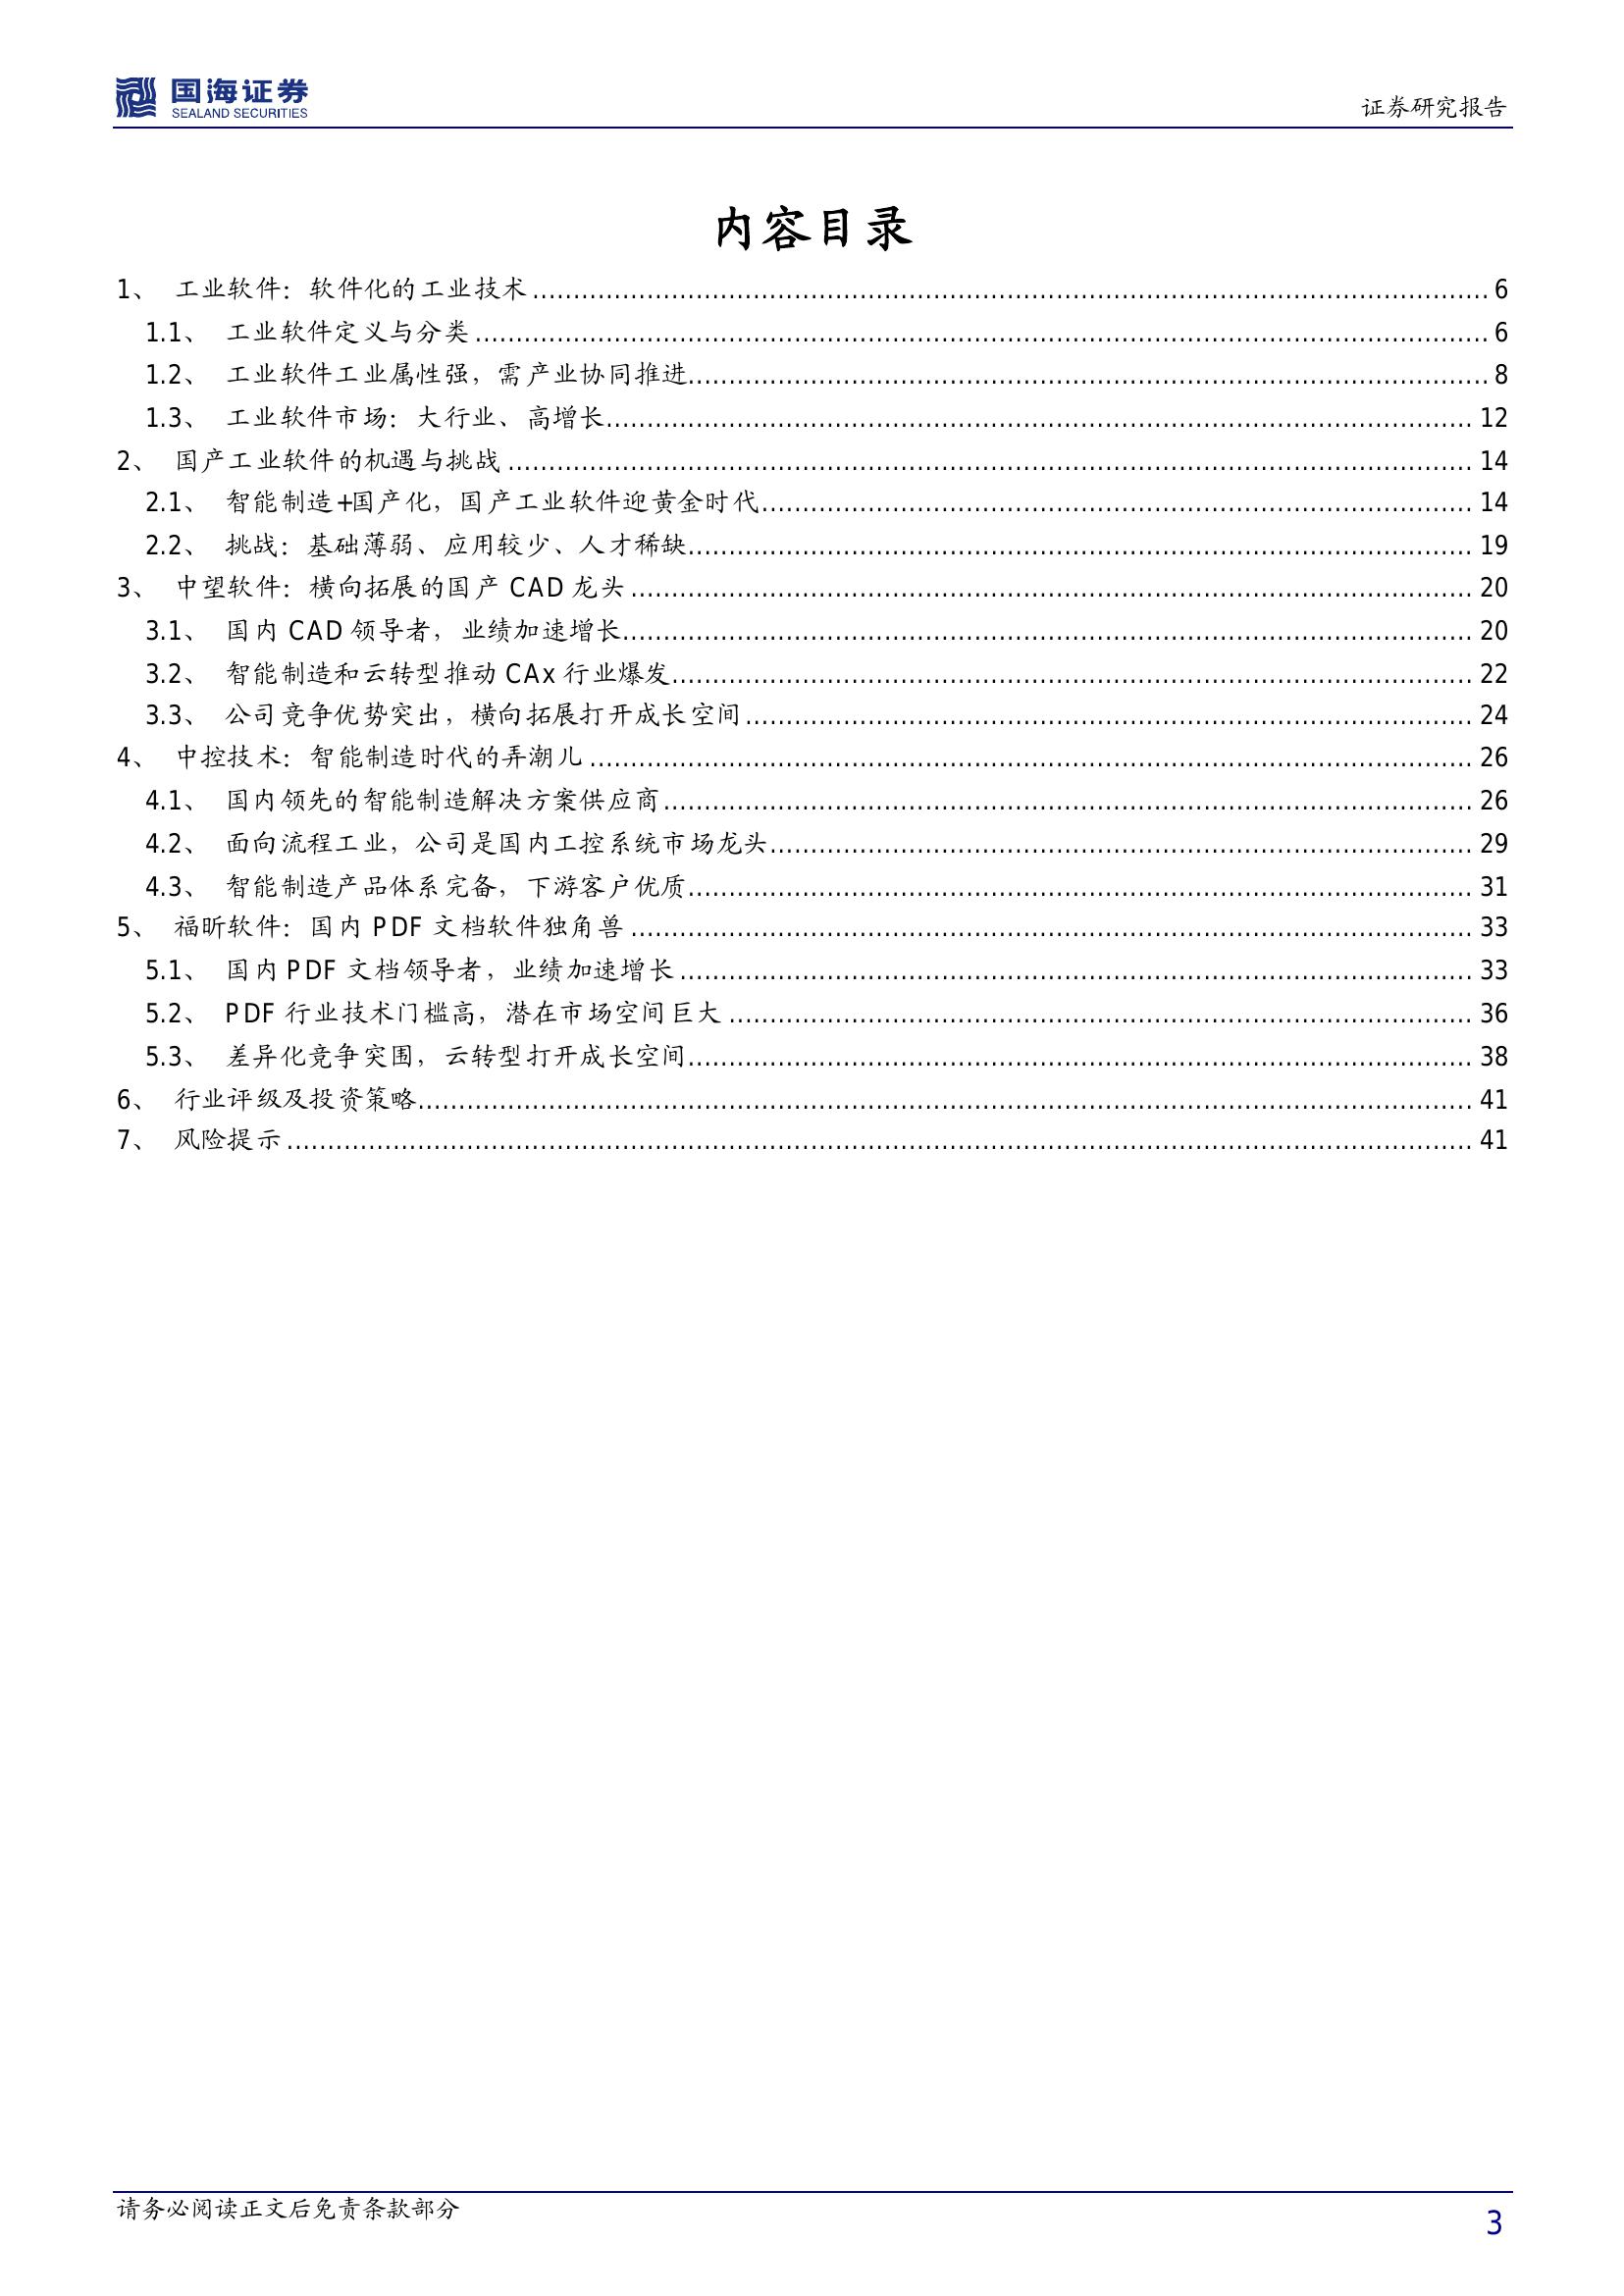 国海证券
SEALAND SECURITIES
证券研究报告
内容目录
1、 工业软件：软件化的工业技术 ........................................ 6
1.1、 工业软件定义与分类 ........................................ 6
1.2、 工业软件工业属性强，需产业协同推进........................................ 8
1.3、 工业软件市场：大行业、高增长........................................ 12
2、 国产工业软件的机遇与挑战 ........................................ 14
2.1、 智能制造+国产化，国产工业软件迎黄金时代........................................ 14
2.2、 挑战：基础薄弱、应用较少、人才稀缺........................................ 19
3、 中望软件：横向拓展的国产 CAD 龙头 ........................................ 20
3.1、 国内 CAD 领导者，业绩加速增长........................................ 20
3.2、 智能制造和云转型推动 CAx 行业爆发........................................ 22
3.3、 公司竞争优势突出，横向拓展打开成长空间 ........................................ 24
4、 中控技术：智能制造时代的弄潮儿 ........................................ 26
4.1、 国内领先的智能制造解决方案供应商........................................ 26
4.2、 面向流程工业，公司是国内工控系统市场龙头........................................ 29
4.3、 智能制造产品体系完备，下游客户优质........................................ 31
5、 福昕软件：国内 PDF 文档软件独角兽 ........................................ 33
5.1、 国内 PDF 文档领导者，业绩加速增长 ........................................ 33
5.2、 PDF 行业技术门槛高，潜在市场空间巨大 ........................................ 36
5.3、 差异化竞争突围，云转型打开成长空间........................................ 38
6、 行业评级及投资策略........................................ 41
7、 风险提示 ........................................ 41
请务必阅读正文后免责条款部分
3